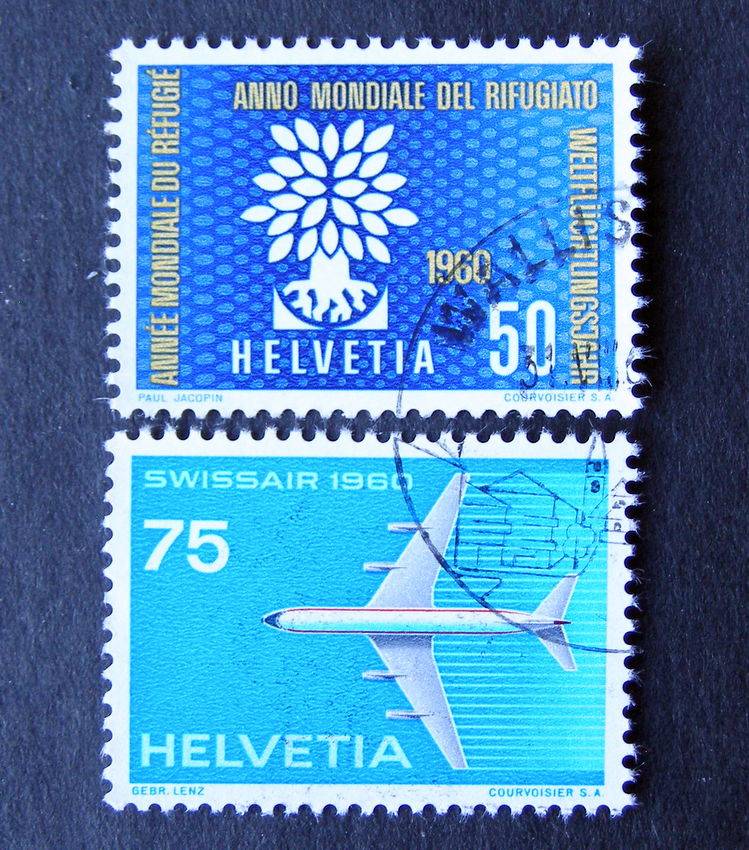 ANNÉE MONDIALE DU RÉFUGIÉ
ANNO MONDIALE DEL RIFUGIATO
WELTFLÜCHTLINGSJAHR
1960
50
HELVETIA
PAUL JACOPIN
COURVOISIER S.A.
WALLIS
SWISSAIR 1960
75
HELVETIA
GEBR. LENZ
COURVOISIER S.A.